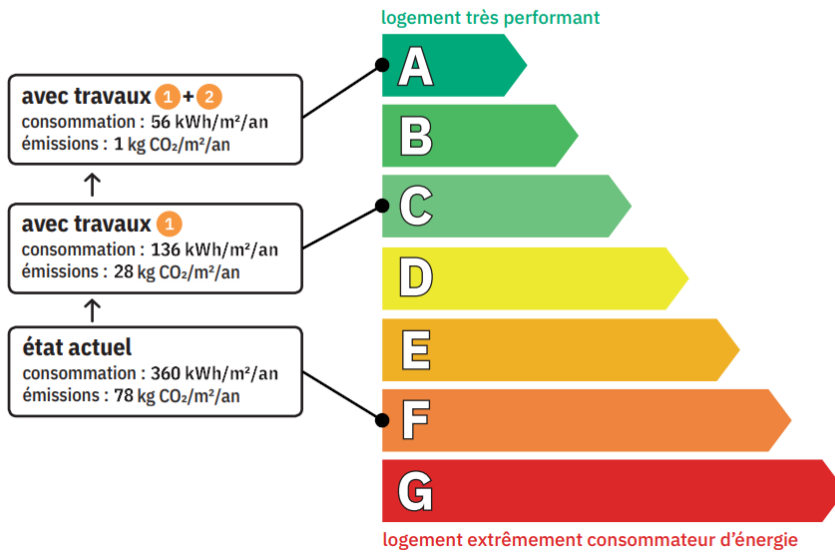 logement très performant
A
avec travaux 1 + 2
consommation : 56 kWh/m²/an
émissions : 1 kg CO₂/m²/an
B
avec travaux 1
consommation : 136 kWh/m²/an
émissions : 28 kg CO₂/m²/an
C
D
état actuel
consommation : 360 kWh/m²/an
émissions : 78 kg CO₂/m²/an
E
F
G
logement extrêmement consommateur d’énergie